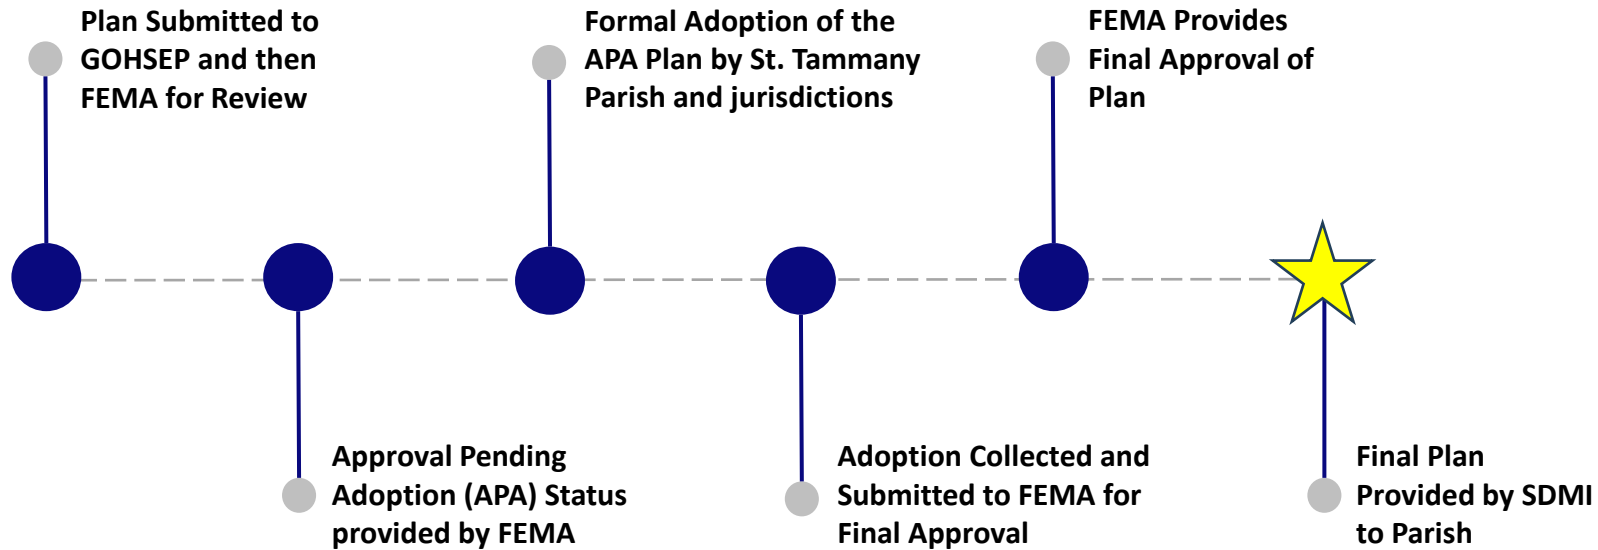 Plan Submitted to
GOHSEP and then
FEMA for Review
Approval Pending
Adoption (APA) Status
provided by FEMA
Formal Adoption of the
APA Plan by St. Tammany
Parish and jurisdictions
Adoption Collected and
Submitted to FEMA for
Final Approval
FEMA Provides
Final Approval of
Plan
Final Plan
Provided by SDMI
to Parish